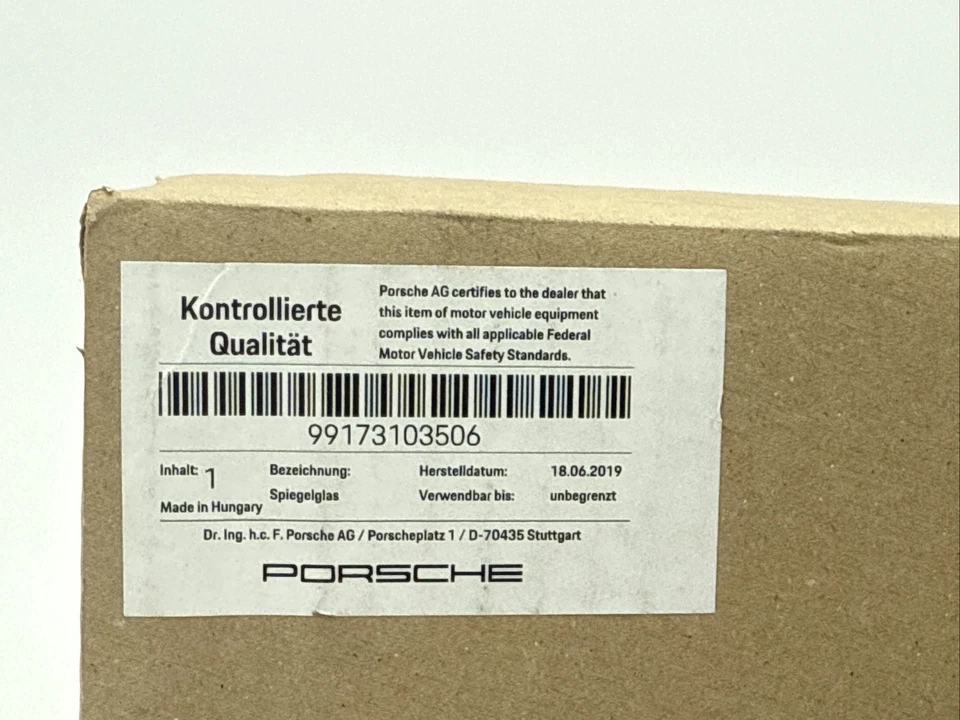 Kontrollierte
Qualität
Porsche AG certifies to the dealer that
this item of motor vehicle equipment
complies with all applicable Federal
Motor Vehicle Safety Standards.
99173103506
Inhalt: 1 Bezeichnung: Herstelldatum: 18.06.2019
Spiegelglas Verwendbar bis: unbegrenzt
Made in Hungary
Dr. Ing. h.c. F. Porsche AG / Porscheplatz 1 / D-70435 Stuttgart
PORSCHE